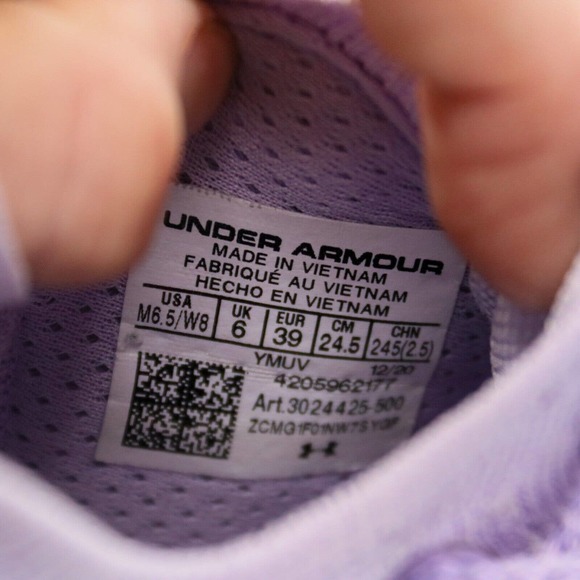 UNDER ARMOUR
MADE IN VIETNAM
FABRIQUÉ AU VIETNAM
HECHO EN VIETNAM
USA UK EUR CM CHN
M6.5/W8 6 39 24.5 245(2.5)
YMUV 12/20
420596217T
Art.3024425-500